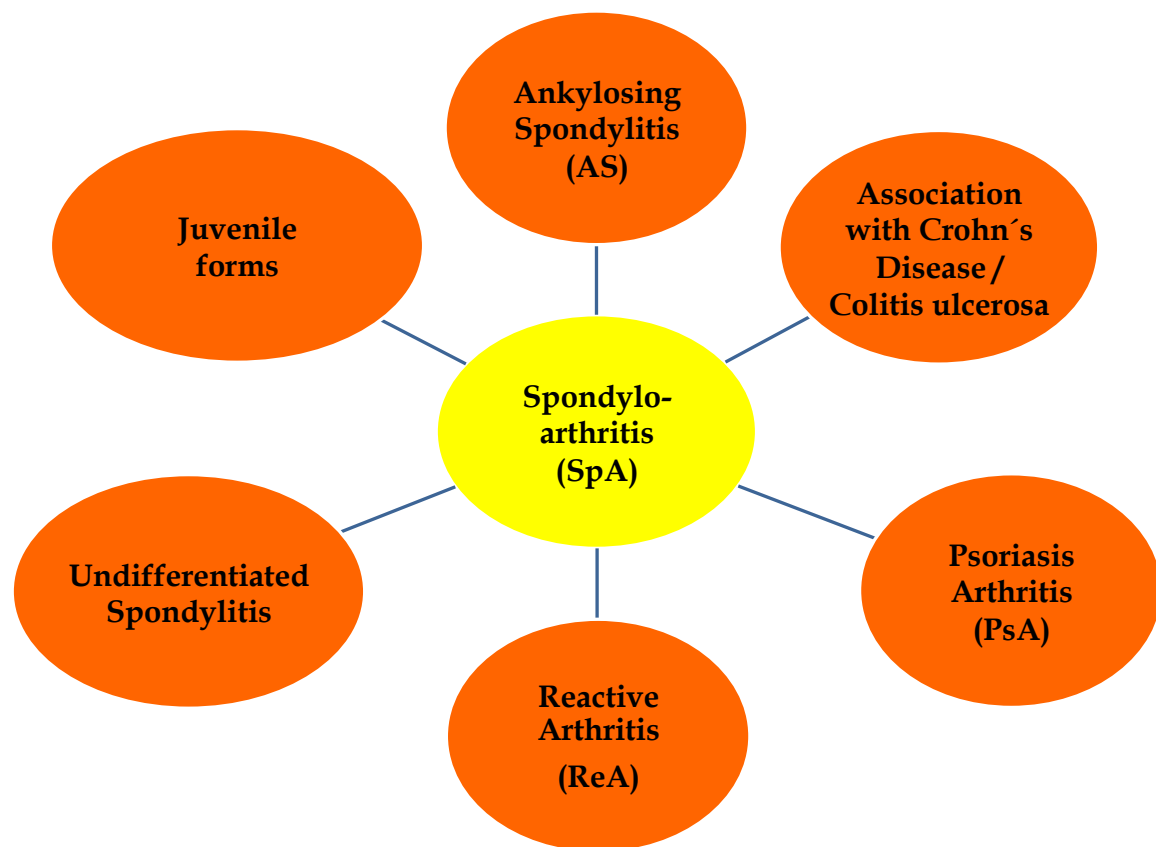 Ankylosing
Spondylitis
(AS)
Association
with Crohn´s
Disease /
Colitis ulcerosa
Juvenile
forms
Spondylo-
arthritis
(SpA)
Undifferentiated
Spondylitis
Psoriasis
Arthritis
(PsA)
Reactive
Arthritis
(ReA)